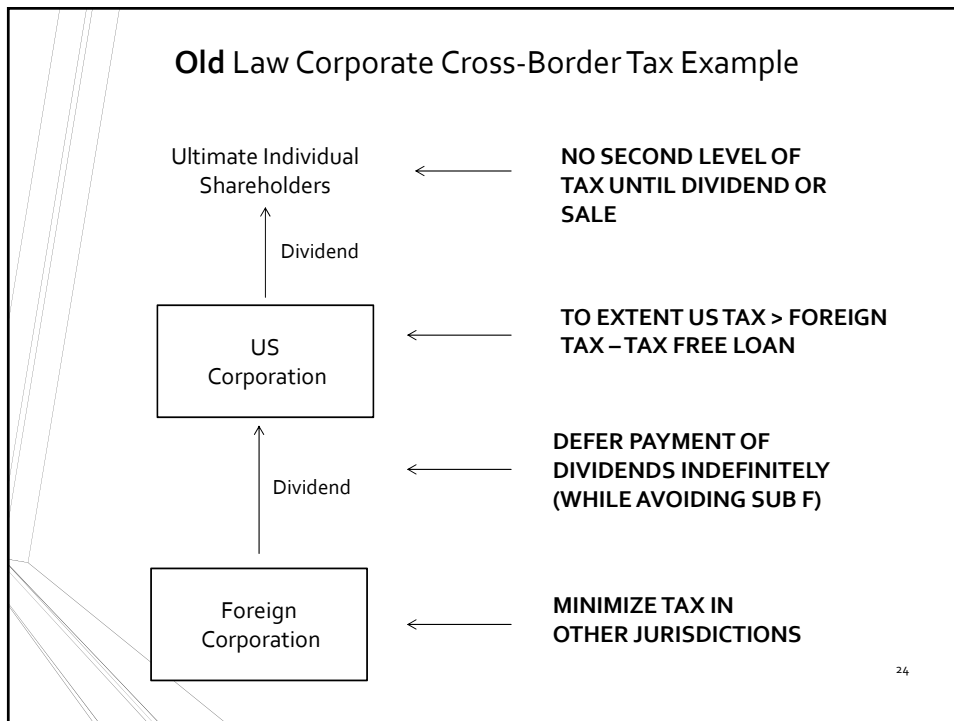 Old Law Corporate Cross-Border Tax Example
Ultimate Individual
Shareholders
NO SECOND LEVEL OF
TAX UNTIL DIVIDEND OR
SALE
Dividend
US
Corporation
TO EXTENT US TAX > FOREIGN
TAX – TAX FREE LOAN
Dividend
DEFER PAYMENT OF
DIVIDENDS INDEFINITELY
(WHILE AVOIDING SUB F)
Foreign
Corporation
MINIMIZE TAX IN
OTHER JURISDICTIONS
24